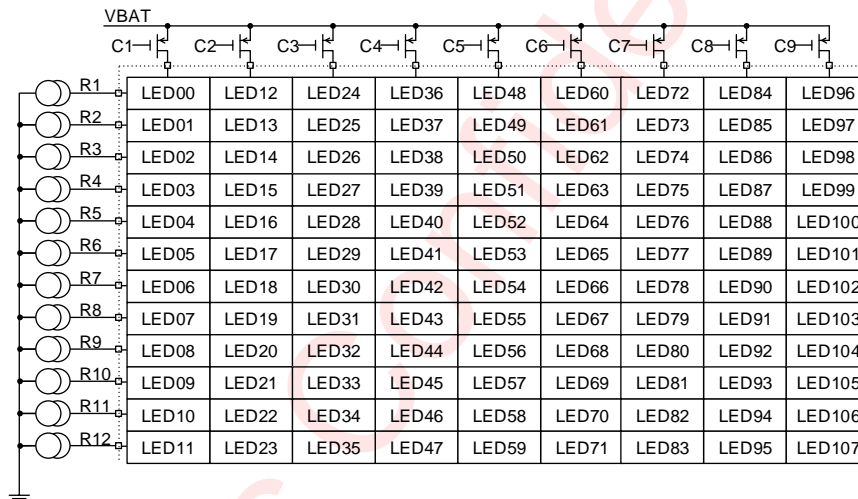 VBAT
C1 C2 C3 C4 C5 C6 C7 C8 C9
R1 LED00 LED12 LED24 LED36 LED48 LED60 LED72 LED84 LED96
R2 LED01 LED13 LED25 LED37 LED49 LED61 LED73 LED85 LED97
R3 LED02 LED14 LED26 LED38 LED50 LED62 LED74 LED86 LED98
R4 LED03 LED15 LED27 LED39 LED51 LED63 LED75 LED87 LED99
R5 LED04 LED16 LED28 LED40 LED52 LED64 LED76 LED88 LED100
R6 LED05 LED17 LED29 LED41 LED53 LED65 LED77 LED89 LED101
R7 LED06 LED18 LED30 LED42 LED54 LED66 LED78 LED90 LED102
R8 LED07 LED19 LED31 LED43 LED55 LED67 LED79 LED91 LED103
R9 LED08 LED20 LED32 LED44 LED56 LED68 LED80 LED92 LED104
R10 LED09 LED21 LED33 LED45 LED57 LED69 LED81 LED93 LED105
R11 LED10 LED22 LED34 LED46 LED58 LED70 LED82 LED94 LED106
R12 LED11 LED23 LED35 LED47 LED59 LED71 LED83 LED95 LED107
s Confide